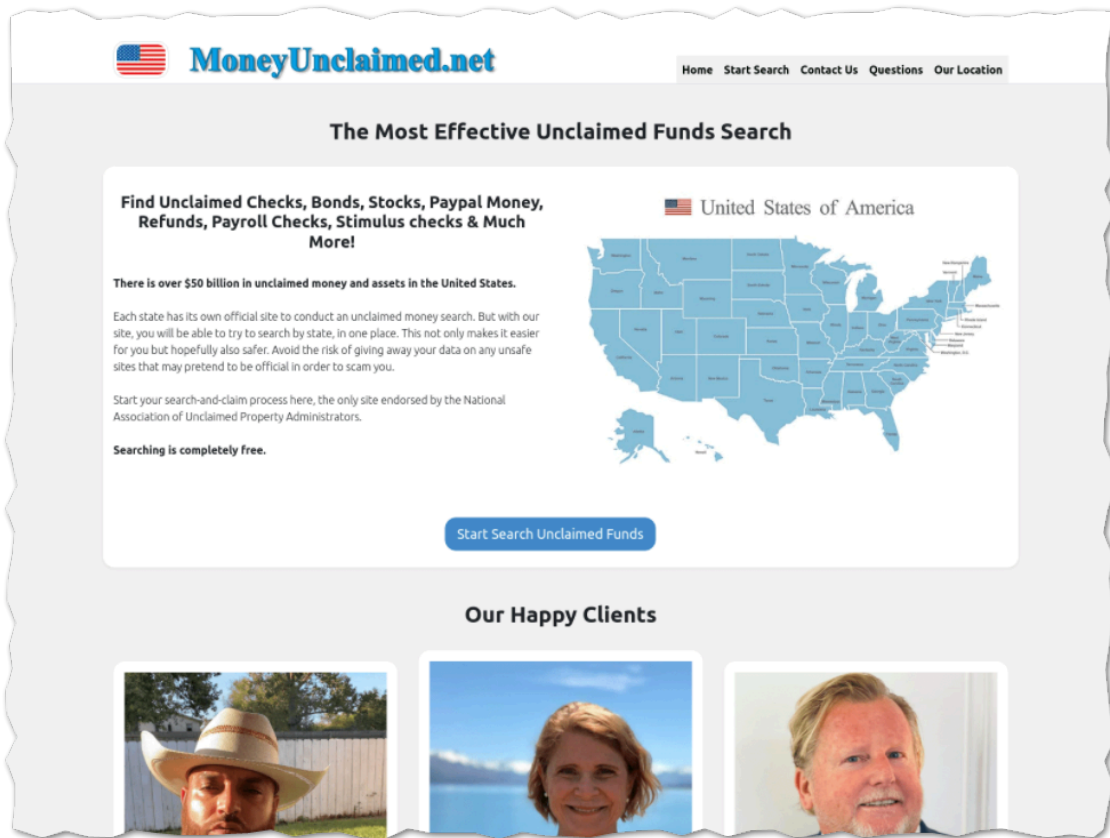 MoneyUnclaimed.net
Home Start Search Contact Us Questions Our Location
The Most Effective Unclaimed Funds Search
Find Unclaimed Checks, Bonds, Stocks, Paypal Money,
Refunds, Payroll Checks, Stimulus checks & Much
More!
There is over $50 billion in unclaimed money and assets in the United States.
Each state has its own official site to conduct an unclaimed money search. But with our
site, you will be able to try to search by state, in one place. This not only makes it easier
for you but hopefully also safer. Avoid the risk of giving away your data on any unsafe
sites that may pretend to be official in order to scam you.
Start your search-and-claim process here, the only site endorsed by the National
Association of Unclaimed Property Administrators.
Searching is completely free.
United States of America
Start Search Unclaimed Funds
Our Happy Clients